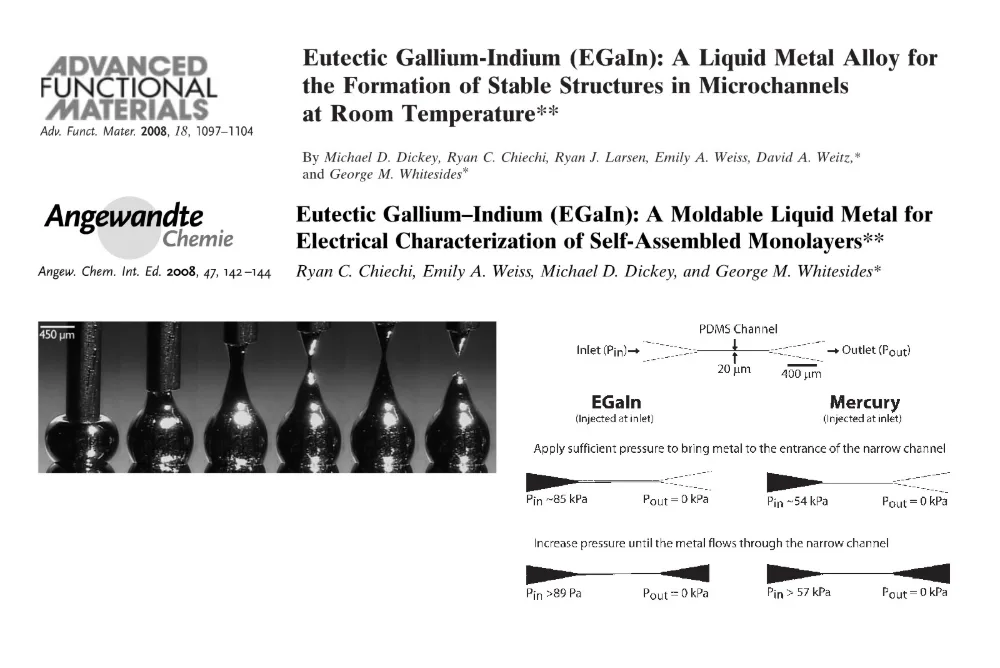 ADVANCED
FUNCTIONAL
MATERIALS
Adv. Funct. Mater. 2008, 18, 1097–1104
Eutectic Gallium-Indium (EGaIn): A Liquid Metal Alloy for
the Formation of Stable Structures in Microchannels
at Room Temperature**
By Michael D. Dickey, Ryan C. Chiechi, Ryan J. Larsen, Emily A. Weiss, David A. Weitz,*
and George M. Whitesides*
Angewandte
Chemie
Angew. Chem. Int. Ed. 2008, 47, 142–144
Eutectic Gallium–Indium (EGaIn): A Moldable Liquid Metal for
Electrical Characterization of Self-Assembled Monolayers**
Ryan C. Chiechi, Emily A. Weiss, Michael D. Dickey, and George M. Whitesides*
450 µm
PDMS Channel
Inlet (Pin)
Outlet (Pout)
20 µm
400 µm
EGaIn
(Injected at inlet)
Mercury
(Injected at inlet)
Apply sufficient pressure to bring metal to the entrance of the narrow channel
Pin ~85 kPa
Pout = 0 kPa
Pin ~54 kPa
Pout = 0 kPa
Increase pressure until the metal flows through the narrow channel
Pin >89 Pa
Pout = 0 kPa
Pin > 57 kPa
Pout = 0 kPa